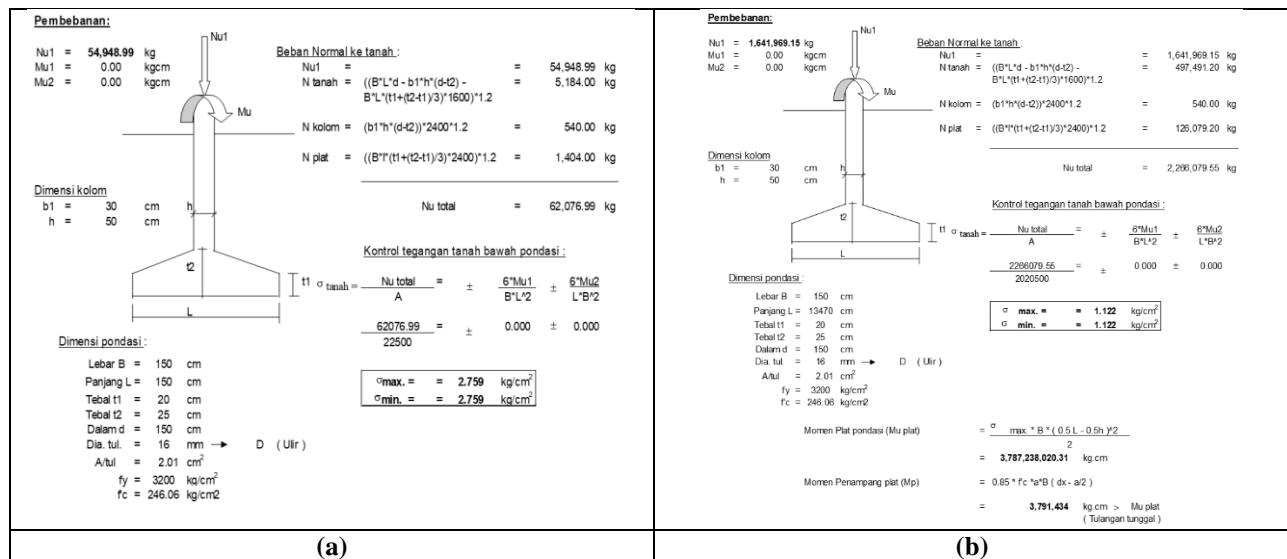 Pembebanan:
Nu1 = 54,948.99 kg
Mu1 = 0.00 kgcm
Mu2 = 0.00 kgcm
Nu1
Mu
Beban Normal ke tanah :
Nu1 = = 54,948.99 kg
N tanah = ((B*L*d - b1*h*(d-t2) - = 5,184.00 kg
B*L*(t1+(t2-t1)/3)*1600)*1.2
N kolom = (b1*h*(d-t2))*2400*1.2 = 540.00 kg
N plat = ((B*l*(t1+(t2-t1)/3)*2400)*1.2 = 1,404.00 kg
Nu total = 62,076.99 kg
Dimensi kolom
b1 = 30 cm
h = 50 cm
h
t2
t1
L
Kontrol tegangan tanah bawah pondasi :
σ tanah = Nu total = ± 6*Mu1 ± 6*Mu2
A B*L^2 L*B^2
62076.99 = ± 0.000 ± 0.000
22500
σmax. = = 2.759 kg/cm2
σmin. = = 2.759 kg/cm2
Dimensi pondasi :
Lebar B = 150 cm
Panjang L = 150 cm
Tebal t1 = 20 cm
Tebal t2 = 25 cm
Dalam d = 150 cm
Dia. tul. = 16 mm → D ( Ulir )
A/tul = 2.01 cm2
fy = 3200 kg/cm2
f'c = 246.06 kg/cm2
(a)
Pembebanan:
Nu1 = 1,641,969.15 kg
Mu1 = 0.00 kgcm
Mu2 = 0.00 kgcm
Nu1
Mu
Beban Normal ke tanah :
Nu1 = = 1,641,969.15 kg
N tanah = ((B*L*d - b1*h*(d-t2) - = 497,491.20 kg
B*L*(t1+(t2-t1)/3)*1600)*1.2
N kolom = (b1*h*(d-t2))*2400*1.2 = 540.00 kg
N plat = ((B*l*(t1+(t2-t1)/3)*2400)*1.2 = 126,079.20 kg
Nu total = 2,266,079.55 kg
Dimensi kolom
b1 = 30 cm
h = 50 cm
h
t2
t1
L
Kontrol tegangan tanah bawah pondasi :
σ tanah = Nu total = ± 6*Mu1 ± 6*Mu2
A B*L^2 L*B^2
2266079.55 = ± 0.000 ± 0.000
2020500
σ max. = = 1.122 kg/cm2
σ min. = = 1.122 kg/cm2
Dimensi pondasi :
Lebar B = 150 cm
Panjang L = 13470 cm
Tebal t1 = 20 cm
Tebal t2 = 25 cm
Dalam d = 150 cm
Dia. tul. = 16 mm → D ( Ulir )
A/tul = 2.01 cm2
fy = 3200 kg/cm2
f'c = 246.06 kg/cm2
Momen Plat pondasi (Mu plat) = σ max. * B * ( 0.5 L - 0.5h )^2
2
= 3,787,238,020.31 kg.cm
Momen Penampang plat (Mp) = 0.85 * f'c *a*B ( dx - a/2 )
= 3,791,434 kg.cm > Mu plat
( Tulangan tunggal )
(b)